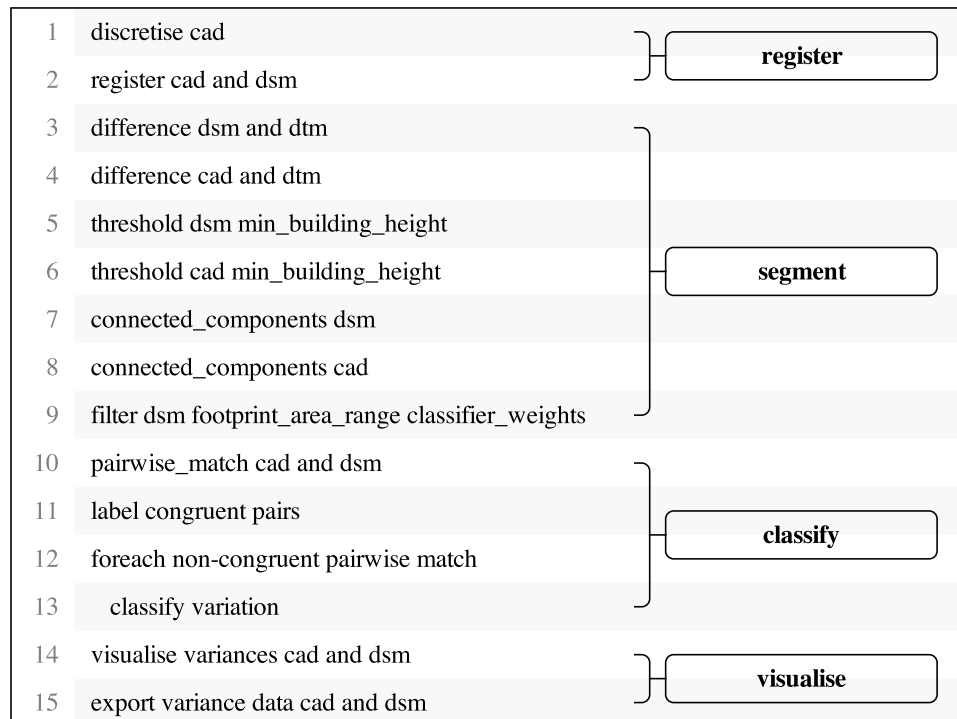 1 discretise cad
register
2 register cad and dsm
3 difference dsm and dtm
4 difference cad and dtm
5 threshold dsm min_building_height
6 threshold cad min_building_height
segment
7 connected_components dsm
8 connected_components cad
9 filter dsm footprint_area_range classifier_weights
10 pairwise_match cad and dsm
11 label congruent pairs
classify
12 foreach non-congruent pairwise match
13 classify variation
14 visualise variances cad and dsm
visualise
15 export variance data cad and dsm